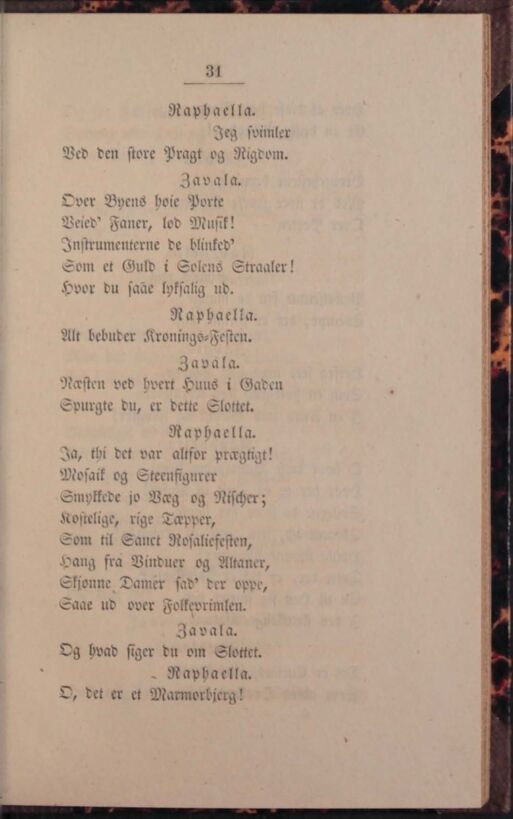 31
Raphaella.
Jeg svimler
Ved den store Pragt og Rigdom.
Zavala.
Over Byens høie Porte
Veied' Faner, lød Musik!
Instrumenterne de blinked'
Som et Guld i Solens Straaler!
Hvor du saae lyksalig ud.
Raphaella.
Alt bebuder Kronings-Festen.
Zavala.
Næsten ved hvert Huus i Gaden
Spurgte du, er dette Slottet.
Raphaella.
Ja, thi det var altfor prægtigt!
Mosaik og Steenfigurer
Smykkede jo Væg og Nischer;
Kostelige, rige Tæpper,
Som til Sanct Rosaliefesten,
Hang fra Vinduer og Altaner,
Skjønne Damer sad' der oppe,
Saae ud over Folkevrimlen.
Zavala.
Og hvad siger du om Slottet.
Raphaella.
O, det er et Marmorbjerg!